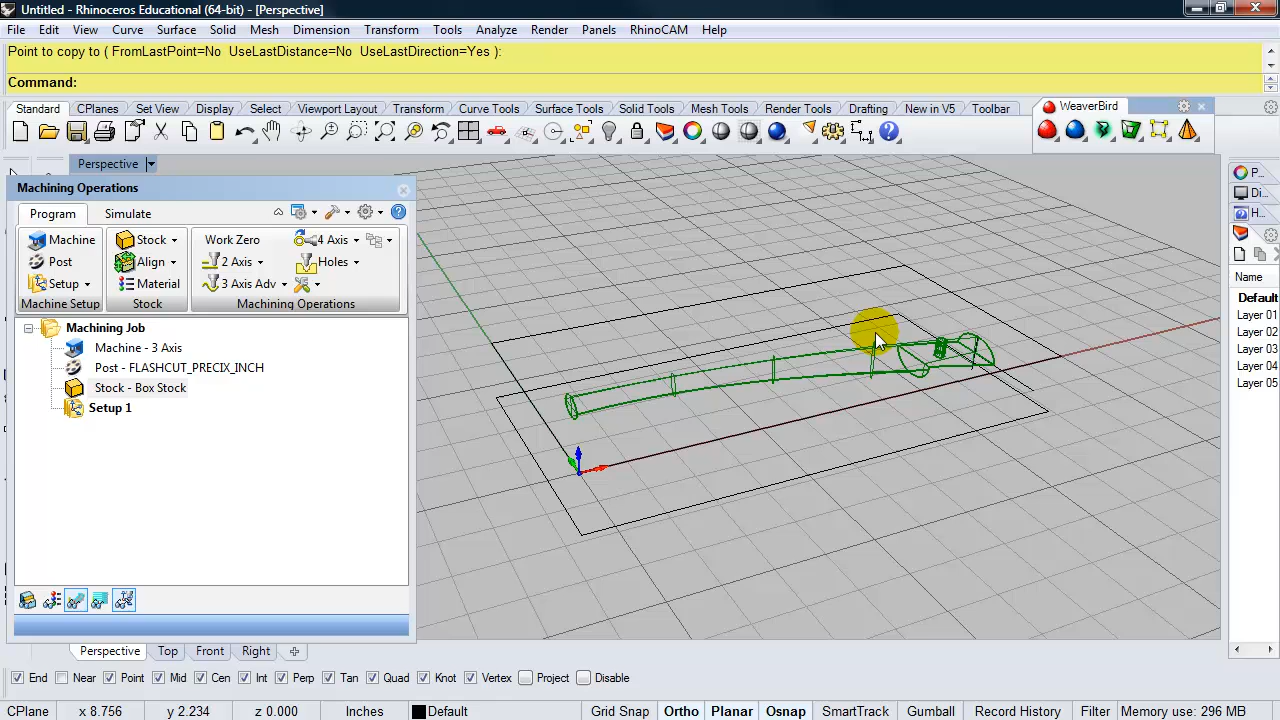 Untitled - Rhinoceros Educational (64-bit) - [Perspective]
File Edit View Curve Surface Solid Mesh Dimension Transform Tools Analyze Render Panels RhinoCAM Help
Point to copy to ( FromLastPoint=No UseLastDistance=No UseLastDirection=Yes ):
Command:
Standard CPlanes Set View Display Select Viewport Layout Transform Curve Tools Surface Tools Solid Tools Mesh Tools Render Tools Drafting New in V5 Toolbar WeaverBird
Perspective
P...
Machining Operations
Di...
Program Simulate
H...
Machine Stock Work Zero 4 Axis
Post Align 2 Axis Holes
Setup Material 3 Axis Adv
Machine Setup Stock Machining Operations
Name
Default
Layer 01
Layer 02
Layer 03
Layer 04
Layer 05
Machining Job
Machine - 3 Axis
Post - FLASHCUT_PRECIX_INCH
Stock - Box Stock
Setup 1
Perspective Top Front Right
End Near Point Mid Cen Int Perp Tan Quad Knot Vertex Project Disable
CPlane x 8.756 y 2.234 z 0.000 Inches Default Grid Snap Ortho Planar Osnap SmartTrack Gumball Record History Filter Memory use: 296 MB